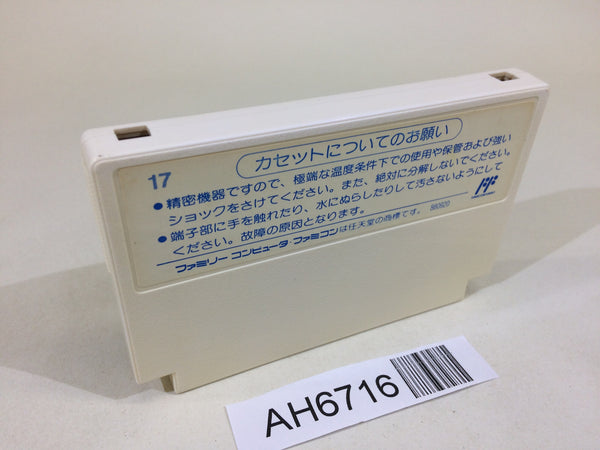 カセットについてのお願い
17
●精密機器ですので、極端な温度条件下での使用や保管および強い
ショックをさけてください。また、絶対に分解しないでください。
●端子部に手を触れたり、水にぬらしたりして汚さないようにして
ください。故障の原因となります。
ファミリー コンピュータ・ファミコンは任天堂の商標です。
AH6716